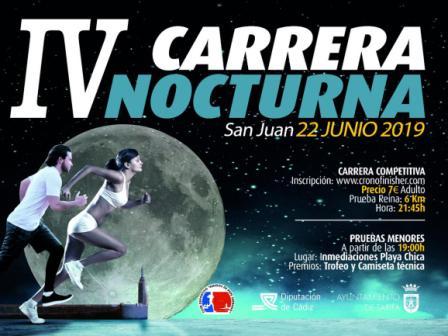 IV CARRERA
NOCTURNA
San Juan 22 JUNIO 2019
CARRERA COMPETITIVA
Inscripción: www.cronofinisher.com
Precio 7€ Adulto
Prueba Reina: 6'Km
Hora: 21:45h
PRUEBAS MENORES
A partir de las 19:00h
Lugar: Inmediaciones Playa Chica
Premios: Trofeo y Camiseta técnica
Diputación
de Cádiz
AYUNTAMIENTO
DE TARIFA